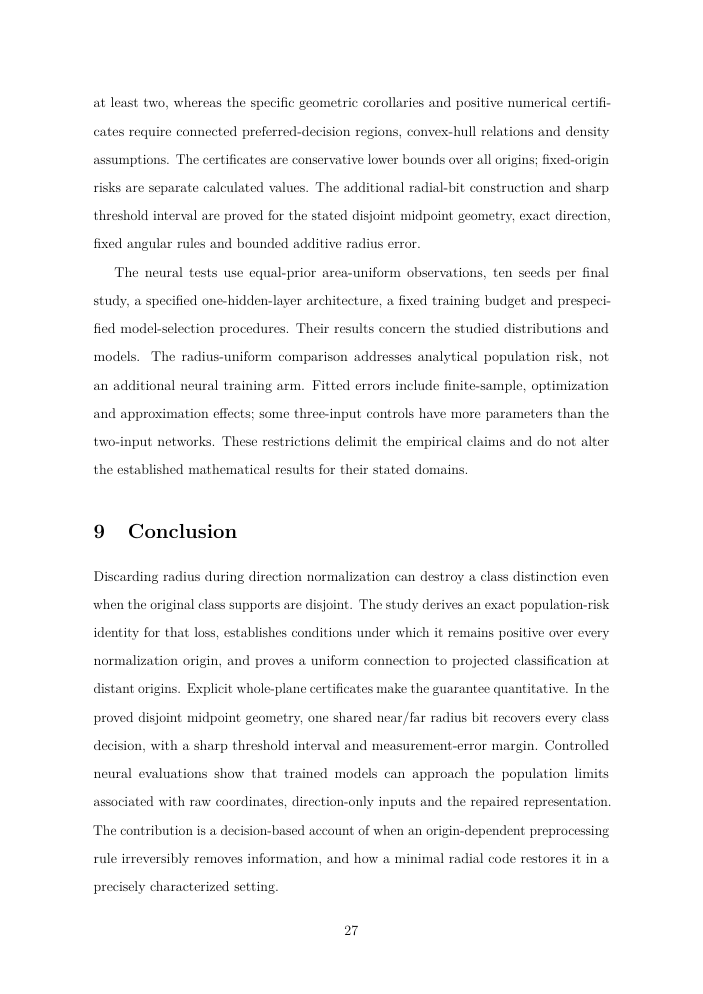 at least two, whereas the specific geometric corollaries and positive numerical certifi-
cates require connected preferred-decision regions, convex-hull relations and density
assumptions. The certificates are conservative lower bounds over all origins; fixed-origin
risks are separate calculated values. The additional radial-bit construction and sharp
threshold interval are proved for the stated disjoint midpoint geometry, exact direction,
fixed angular rules and bounded additive radius error.
The neural tests use equal-prior area-uniform observations, ten seeds per final
study, a specified one-hidden-layer architecture, a fixed training budget and prespeci-
fied model-selection procedures. Their results concern the studied distributions and
models. The radius-uniform comparison addresses analytical population risk, not
an additional neural training arm. Fitted errors include finite-sample, optimization
and approximation effects; some three-input controls have more parameters than the
two-input networks. These restrictions delimit the empirical claims and do not alter
the established mathematical results for their stated domains.
9 Conclusion
Discarding radius during direction normalization can destroy a class distinction even
when the original class supports are disjoint. The study derives an exact population-risk
identity for that loss, establishes conditions under which it remains positive over every
normalization origin, and proves a uniform connection to projected classification at
distant origins. Explicit whole-plane certificates make the guarantee quantitative. In the
proved disjoint midpoint geometry, one shared near/far radius bit recovers every class
decision, with a sharp threshold interval and measurement-error margin. Controlled
neural evaluations show that trained models can approach the population limits
associated with raw coordinates, direction-only inputs and the repaired representation.
The contribution is a decision-based account of when an origin-dependent preprocessing
rule irreversibly removes information, and how a minimal radial code restores it in a
precisely characterized setting.
27